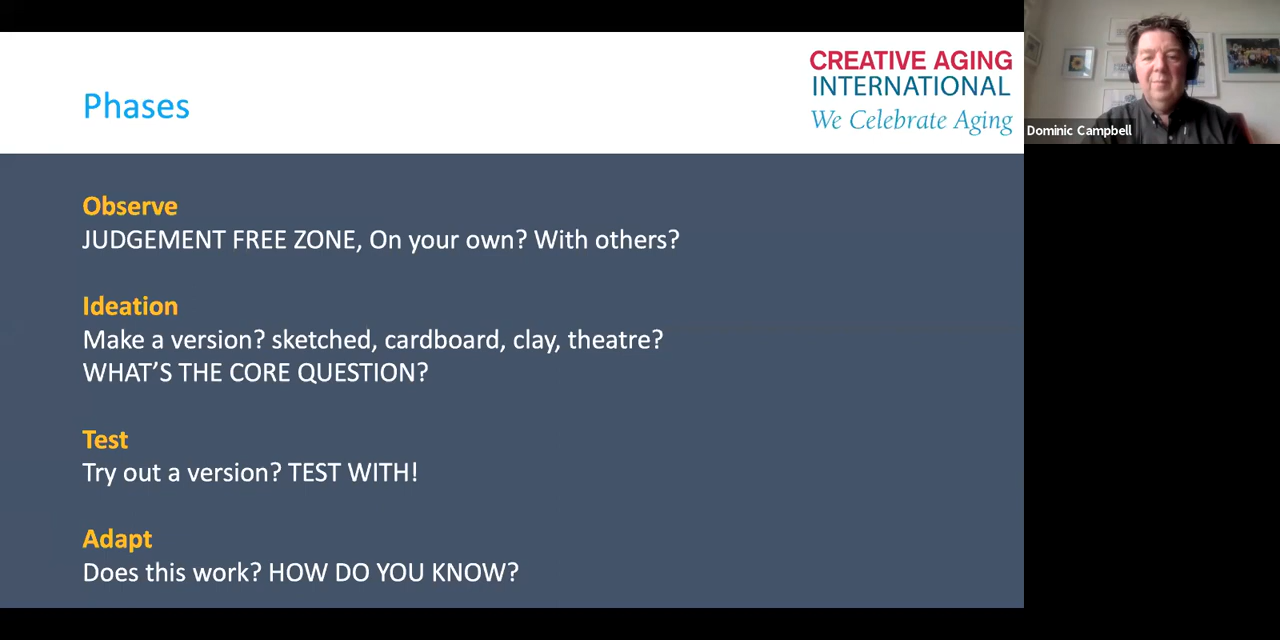 Phases
CREATIVE AGING
INTERNATIONAL
We Celebrate Aging
Dominic Campbell
Observe
JUDGEMENT FREE ZONE, On your own? With others?
Ideation
Make a version? sketched, cardboard, clay, theatre?
WHAT’S THE CORE QUESTION?
Test
Try out a version? TEST WITH!
Adapt
Does this work? HOW DO YOU KNOW?